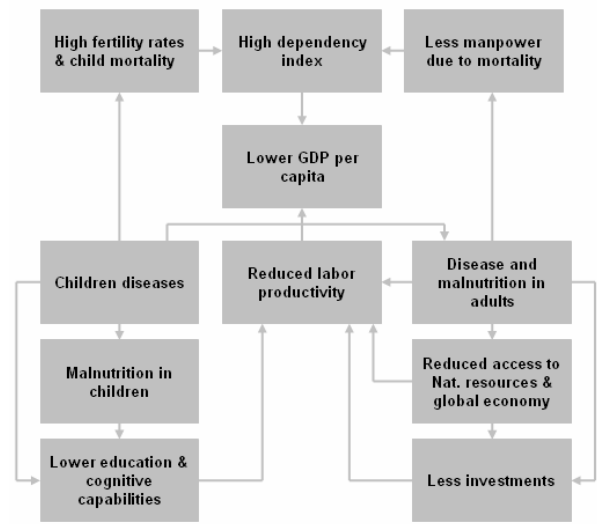 High fertility rates
& child mortality
High dependency
index
Less manpower
due to mortality
Lower GDP per
capita
Children diseases
Reduced labor
productivity
Disease and
malnutrition in
adults
Malnutrition in
children
Reduced access to
Nat. resources &
global economy
Lower education &
cognitive
capabilities
Less investments